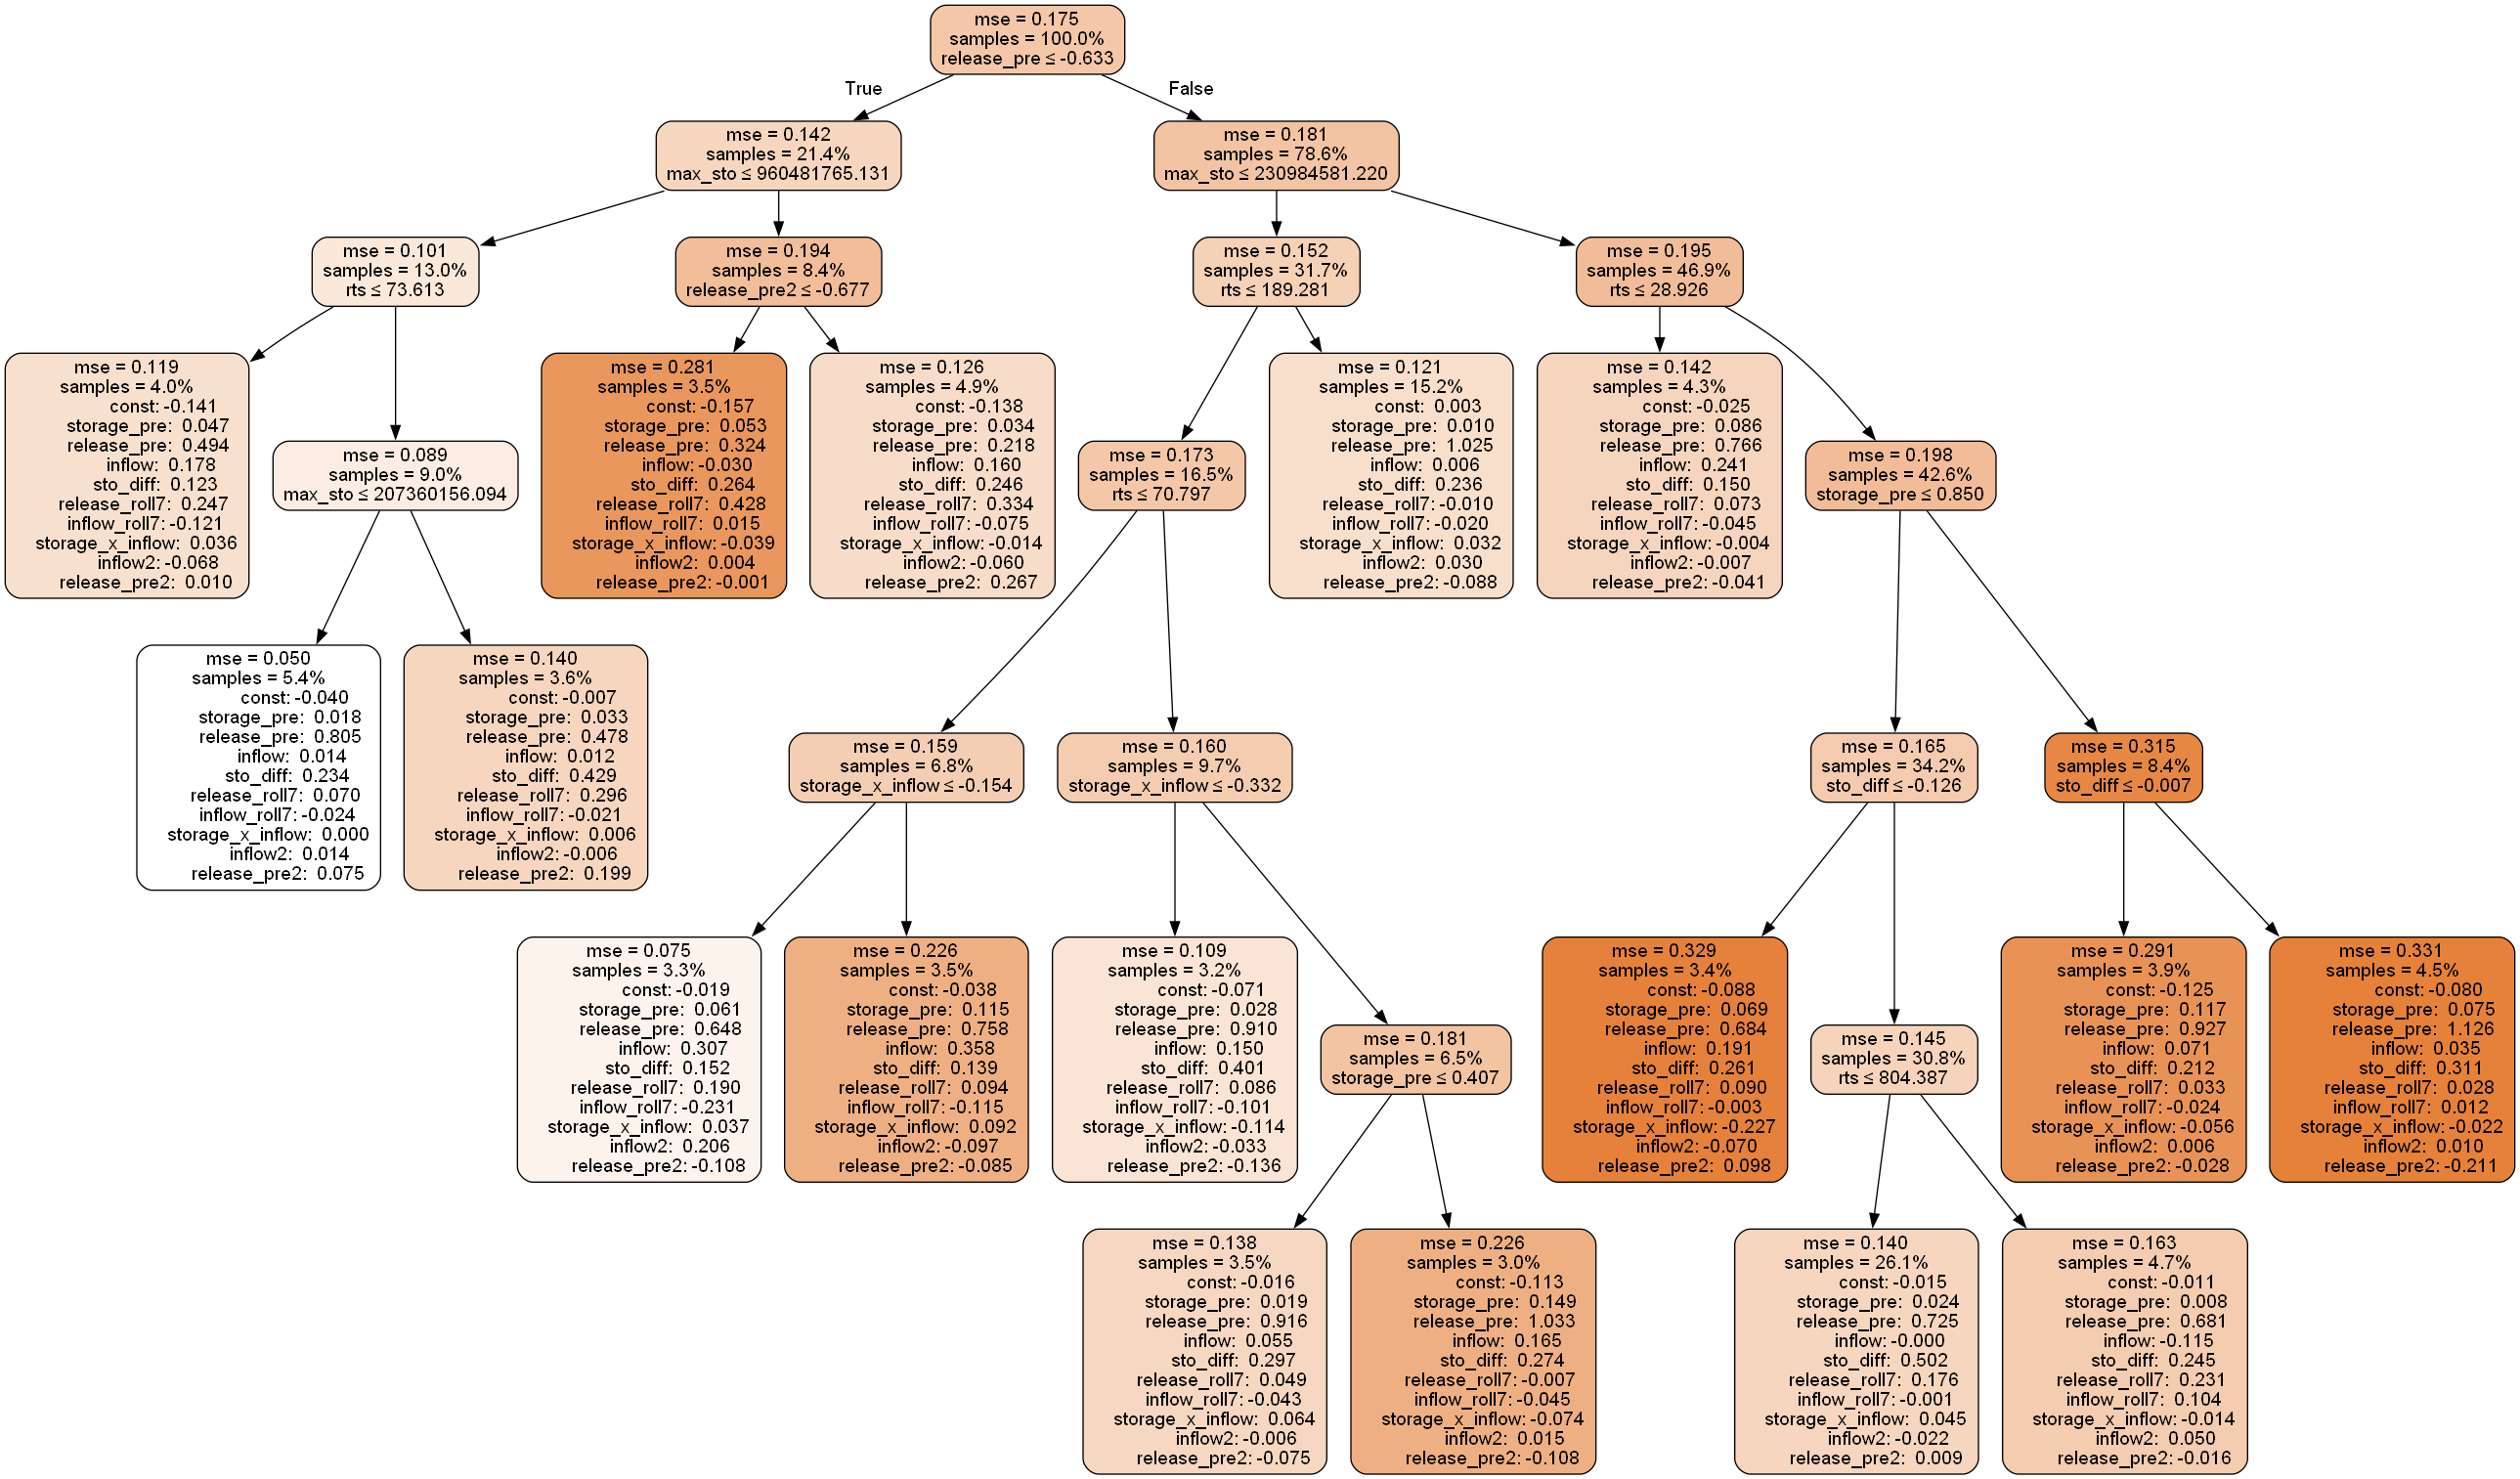 mse = 0.175
samples = 100.0%
release_pre ≤ -0.633
True
False
mse = 0.142
samples = 21.4%
max_sto ≤ 960481765.131
mse = 0.181
samples = 78.6%
max_sto ≤ 230984581.220
mse = 0.101
samples = 13.0%
rts ≤ 73.613
mse = 0.194
samples = 8.4%
release_pre2 ≤ -0.677
mse = 0.152
samples = 31.7%
rts ≤ 189.281
mse = 0.195
samples = 46.9%
rts ≤ 28.926
mse = 0.119
samples = 4.0%
const: -0.141
storage_pre: 0.047
release_pre: 0.494
inflow: 0.178
sto_diff: 0.123
release_roll7: 0.247
inflow_roll7: -0.121
storage_x_inflow: 0.036
inflow2: -0.068
release_pre2: 0.010
mse = 0.089
samples = 9.0%
max_sto ≤ 207360156.094
mse = 0.281
samples = 3.5%
const: -0.157
storage_pre: 0.053
release_pre: 0.324
inflow: -0.030
sto_diff: 0.264
release_roll7: 0.428
inflow_roll7: 0.015
storage_x_inflow: -0.039
inflow2: 0.004
release_pre2: -0.001
mse = 0.126
samples = 4.9%
const: -0.138
storage_pre: 0.034
release_pre: 0.218
inflow: 0.160
sto_diff: 0.246
release_roll7: 0.334
inflow_roll7: -0.075
storage_x_inflow: -0.014
inflow2: -0.060
release_pre2: 0.267
mse = 0.173
samples = 16.5%
rts ≤ 70.797
mse = 0.121
samples = 15.2%
const: 0.003
storage_pre: 0.010
release_pre: 1.025
inflow: 0.006
sto_diff: 0.236
release_roll7: -0.010
inflow_roll7: -0.020
storage_x_inflow: 0.032
inflow2: 0.030
release_pre2: -0.088
mse = 0.142
samples = 4.3%
const: -0.025
storage_pre: 0.086
release_pre: 0.766
inflow: 0.241
sto_diff: 0.150
release_roll7: 0.073
inflow_roll7: -0.045
storage_x_inflow: -0.004
inflow2: -0.007
release_pre2: -0.041
mse = 0.198
samples = 42.6%
storage_pre ≤ 0.850
mse = 0.050
samples = 5.4%
const: -0.040
storage_pre: 0.018
release_pre: 0.805
inflow: 0.014
sto_diff: 0.234
release_roll7: 0.070
inflow_roll7: -0.024
storage_x_inflow: 0.000
inflow2: 0.014
release_pre2: 0.075
mse = 0.140
samples = 3.6%
const: -0.007
storage_pre: 0.033
release_pre: 0.478
inflow: 0.012
sto_diff: 0.429
release_roll7: 0.296
inflow_roll7: -0.021
storage_x_inflow: 0.006
inflow2: -0.006
release_pre2: 0.199
mse = 0.159
samples = 6.8%
storage_x_inflow ≤ -0.154
mse = 0.160
samples = 9.7%
storage_x_inflow ≤ -0.332
mse = 0.165
samples = 34.2%
sto_diff ≤ -0.126
mse = 0.315
samples = 8.4%
sto_diff ≤ -0.007
mse = 0.075
samples = 3.3%
const: -0.019
storage_pre: 0.061
release_pre: 0.648
inflow: 0.307
sto_diff: 0.152
release_roll7: 0.190
inflow_roll7: -0.231
storage_x_inflow: 0.037
inflow2: 0.206
release_pre2: -0.108
mse = 0.226
samples = 3.5%
const: -0.038
storage_pre: 0.115
release_pre: 0.758
inflow: 0.358
sto_diff: 0.139
release_roll7: 0.094
inflow_roll7: -0.115
storage_x_inflow: 0.092
inflow2: -0.097
release_pre2: -0.085
mse = 0.109
samples = 3.2%
const: -0.071
storage_pre: 0.028
release_pre: 0.910
inflow: 0.150
sto_diff: 0.401
release_roll7: 0.086
inflow_roll7: -0.101
storage_x_inflow: -0.114
inflow2: -0.033
release_pre2: -0.136
mse = 0.181
samples = 6.5%
storage_pre ≤ 0.407
mse = 0.329
samples = 3.4%
const: -0.088
storage_pre: 0.069
release_pre: 0.684
inflow: 0.191
sto_diff: 0.261
release_roll7: 0.090
inflow_roll7: -0.003
storage_x_inflow: -0.227
inflow2: -0.070
release_pre2: 0.098
mse = 0.145
samples = 30.8%
rts ≤ 804.387
mse = 0.291
samples = 3.9%
const: -0.125
storage_pre: 0.117
release_pre: 0.927
inflow: 0.071
sto_diff: 0.212
release_roll7: 0.033
inflow_roll7: -0.024
storage_x_inflow: -0.056
inflow2: 0.006
release_pre2: -0.028
mse = 0.331
samples = 4.5%
const: -0.080
storage_pre: 0.075
release_pre: 1.126
inflow: 0.035
sto_diff: 0.311
release_roll7: 0.028
inflow_roll7: 0.012
storage_x_inflow: -0.022
inflow2: 0.010
release_pre2: -0.211
mse = 0.138
samples = 3.5%
const: -0.016
storage_pre: 0.019
release_pre: 0.916
inflow: 0.055
sto_diff: 0.297
release_roll7: 0.049
inflow_roll7: -0.043
storage_x_inflow: 0.064
inflow2: -0.006
release_pre2: -0.075
mse = 0.226
samples = 3.0%
const: -0.113
storage_pre: 0.149
release_pre: 1.033
inflow: 0.165
sto_diff: 0.274
release_roll7: -0.007
inflow_roll7: -0.045
storage_x_inflow: -0.074
inflow2: 0.015
release_pre2: -0.108
mse = 0.140
samples = 26.1%
const: -0.015
storage_pre: 0.024
release_pre: 0.725
inflow: -0.000
sto_diff: 0.502
release_roll7: 0.176
inflow_roll7: -0.001
storage_x_inflow: 0.045
inflow2: -0.022
release_pre2: 0.009
mse = 0.163
samples = 4.7%
const: -0.011
storage_pre: 0.008
release_pre: 0.681
inflow: -0.115
sto_diff: 0.245
release_roll7: 0.231
inflow_roll7: 0.104
storage_x_inflow: -0.014
inflow2: 0.050
release_pre2: -0.016